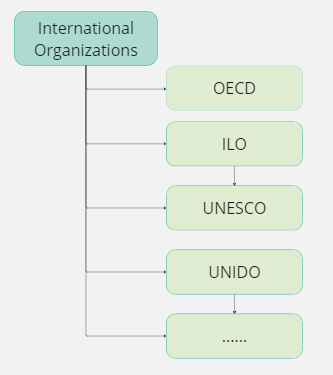 International
Organizations
OECD
ILO
UNESCO
UNIDO
......